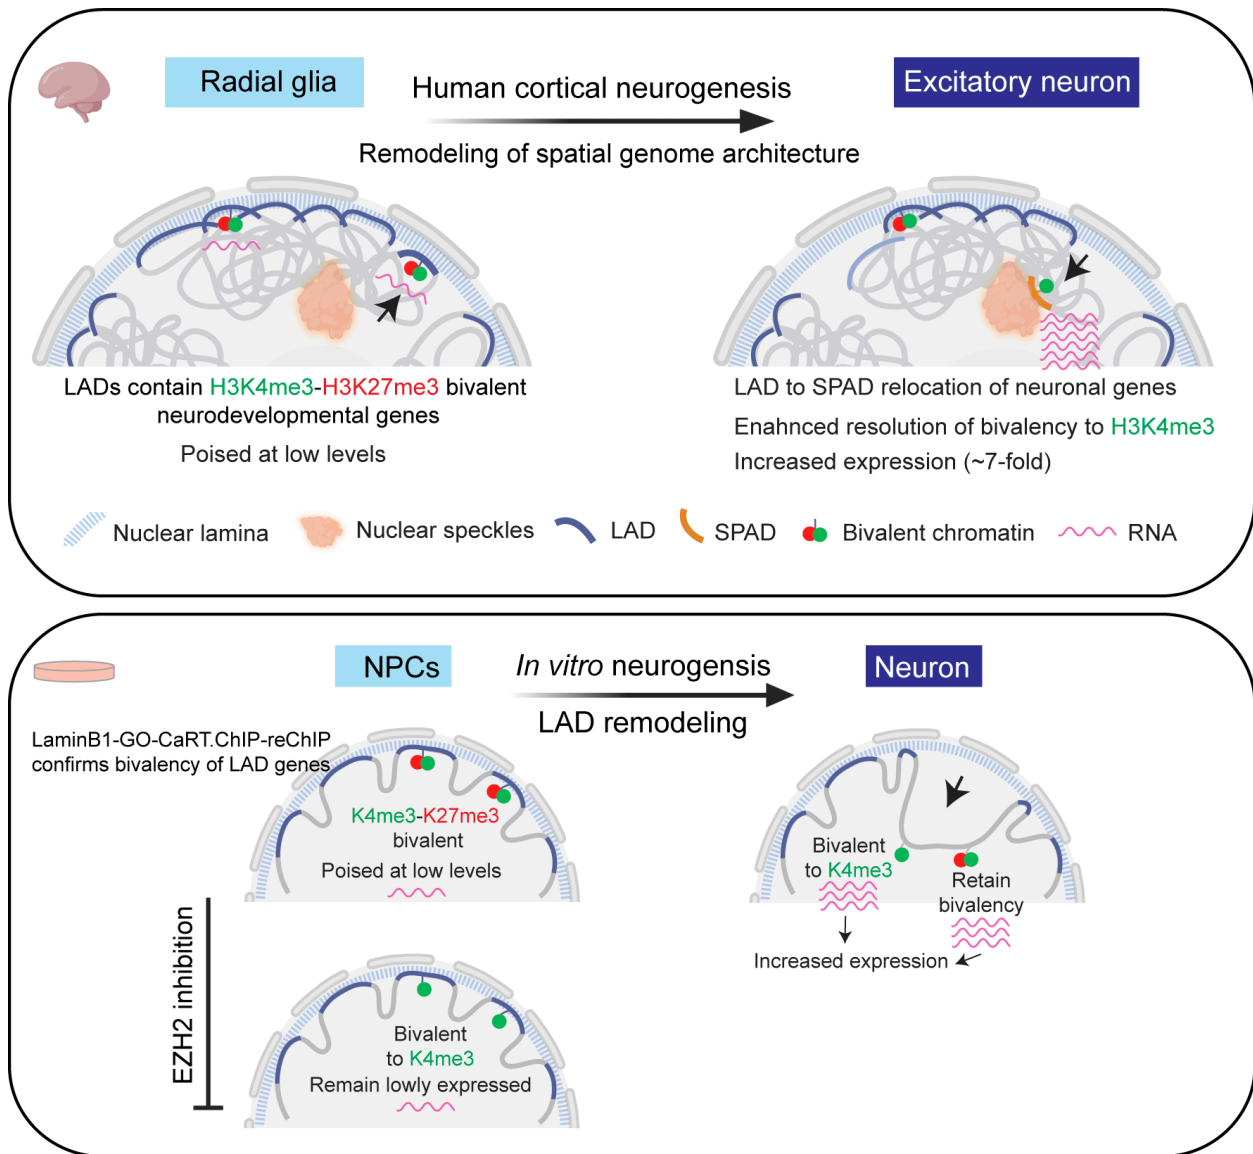 Radial glia
Human cortical neurogenesis
Excitatory neuron
Remodeling of spatial genome architecture
LADs contain H3K4me3-H3K27me3 bivalent
neurodevelopmental genes
Poised at low levels
LAD to SPAD relocation of neuronal genes
Enahnced resolution of bivalency to H3K4me3
Increased expression (~7-fold)
Nuclear lamina
Nuclear speckles
LAD
SPAD
Bivalent chromatin
RNA
NPCs
In vitro neurogensis
Neuron
LAD remodeling
LaminB1-GO-CaRT.ChIP-reChIP
confirms bivalency of LAD genes
K4me3-K27me3
bivalent
Poised at low levels
Bivalent
to K4me3
Retain
bivalency
Increased expression
EZH2 inhibition
Bivalent
to K4me3
Remain lowly expressed